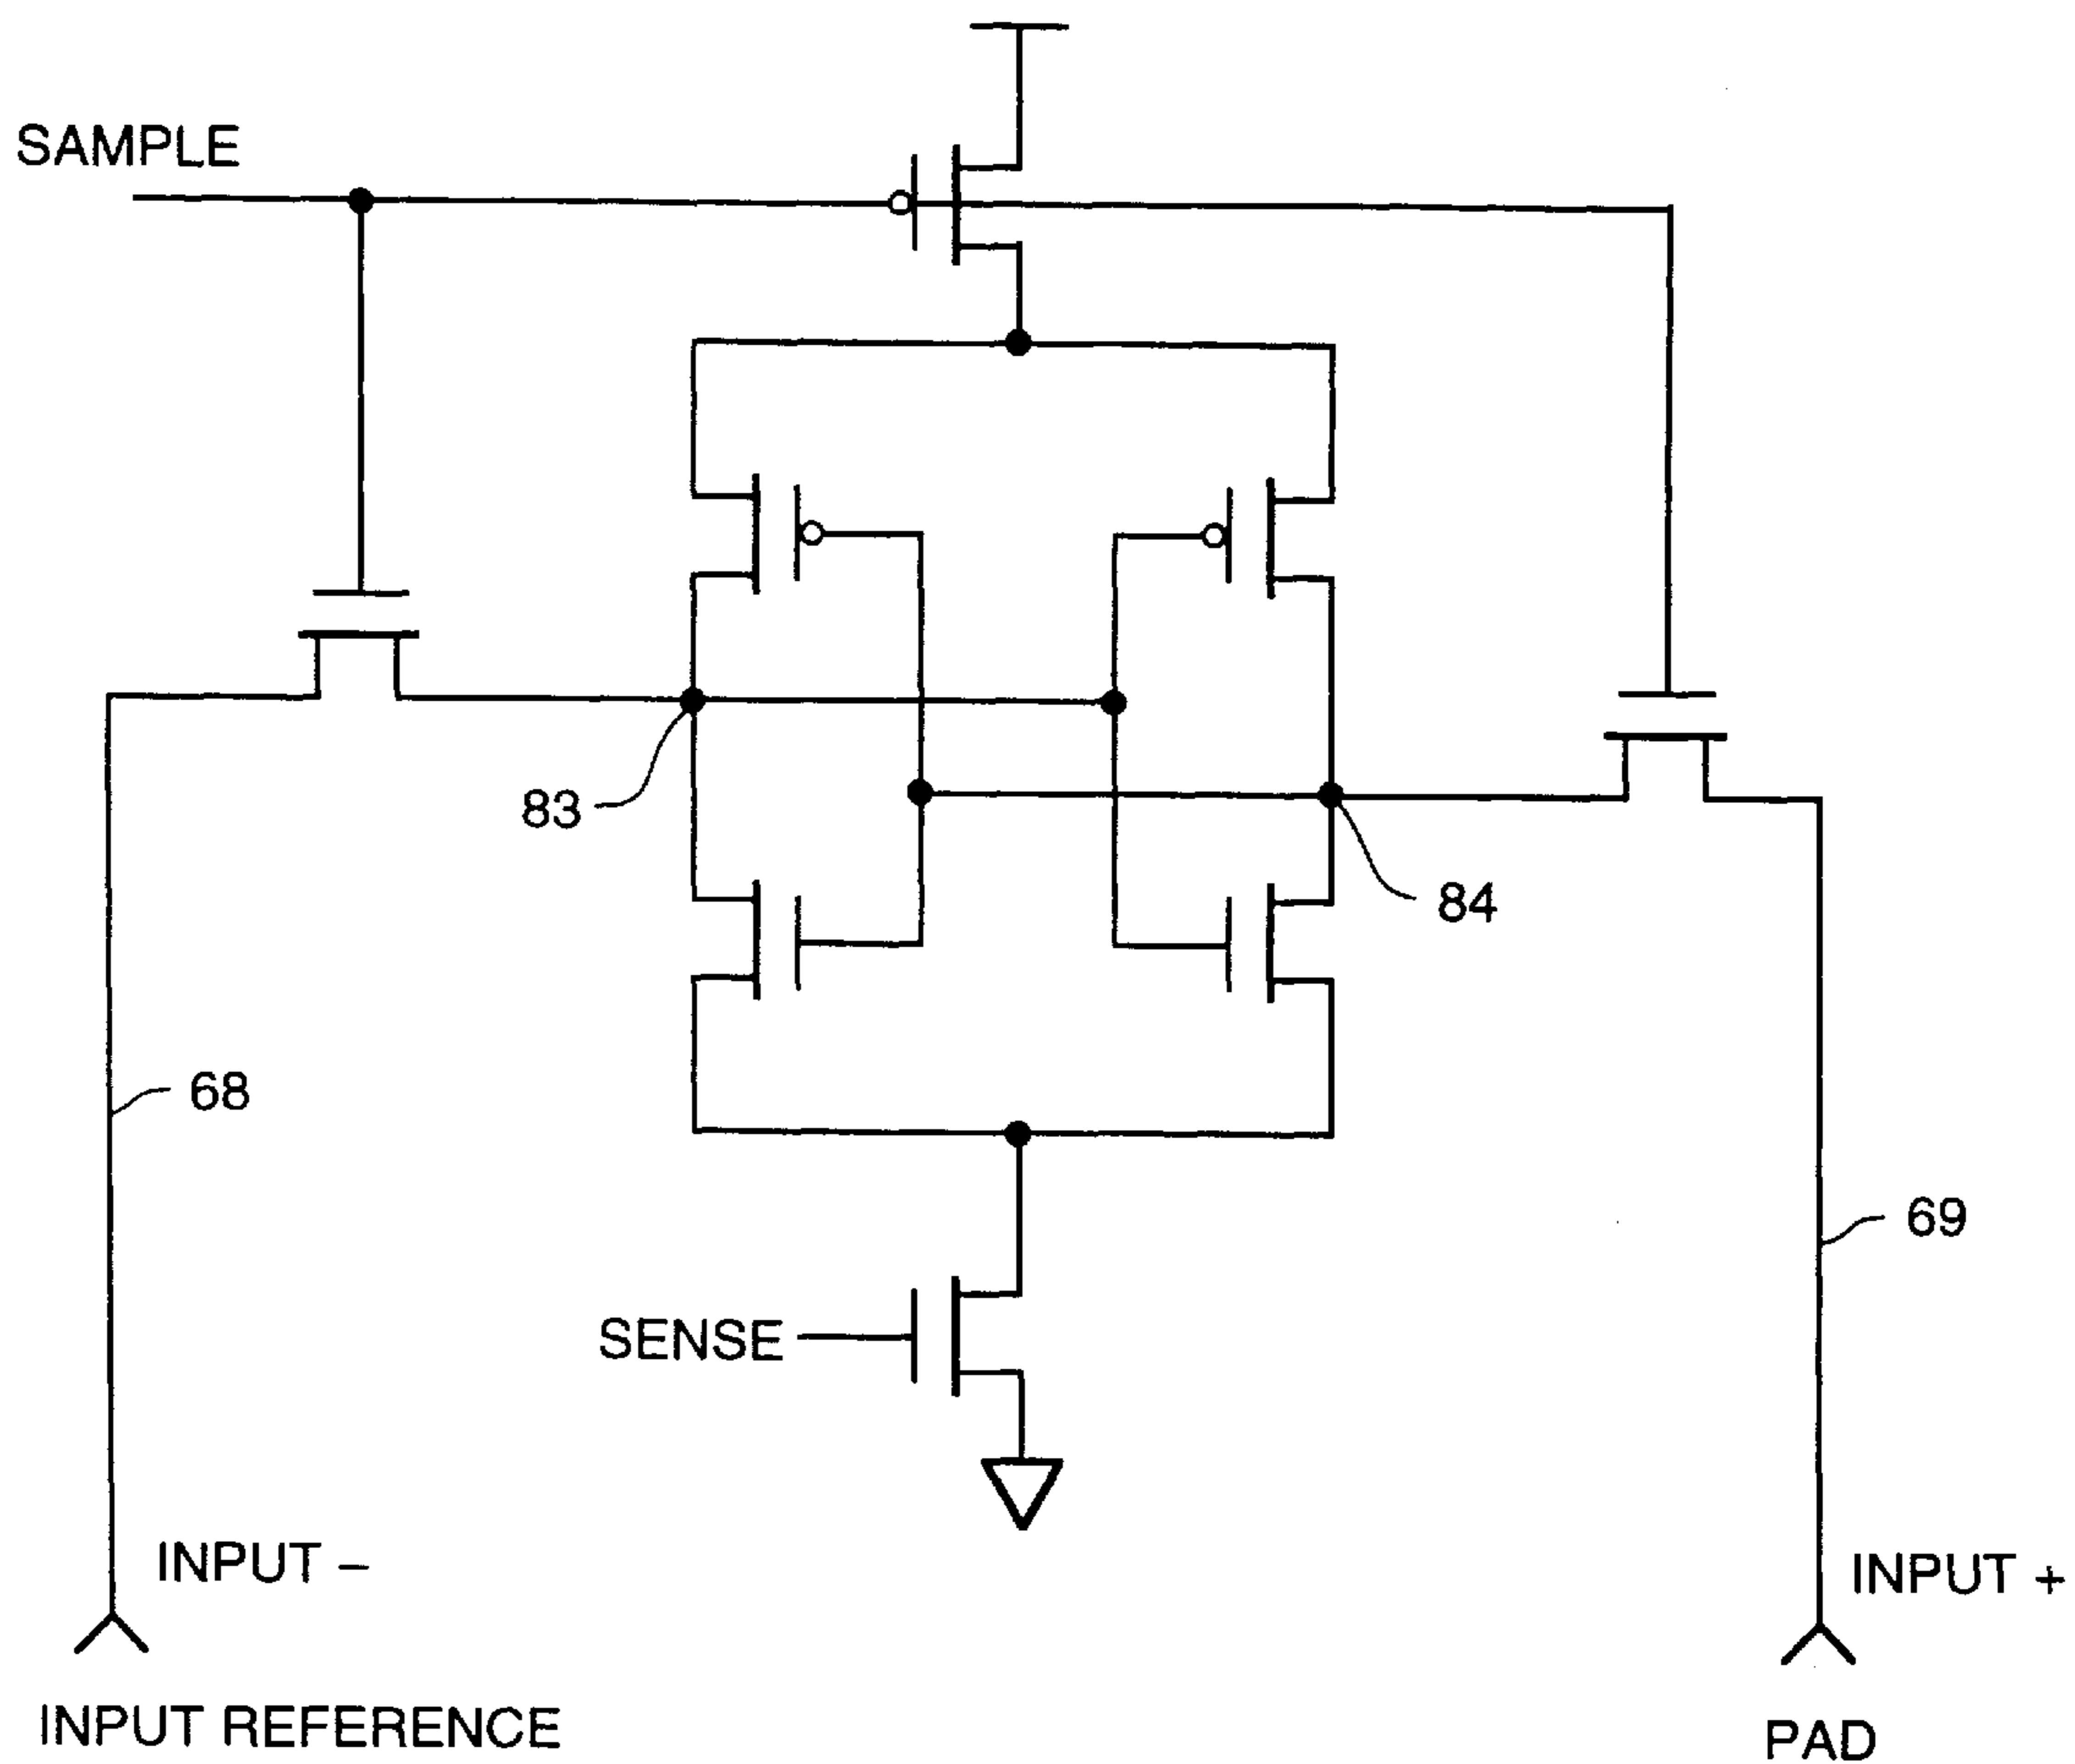 SAMPLE
83
84
68
69
SENSE
INPUT –
INPUT +
INPUT REFERENCE
PAD